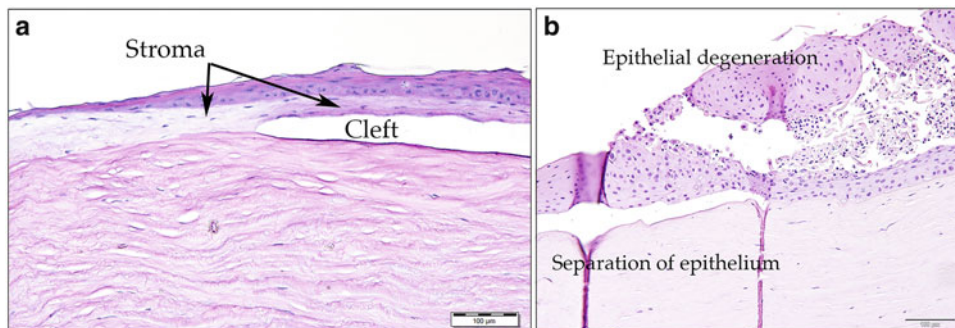 a
Stroma
Cleft
100 µm
b
Epithelial degeneration
Separation of epithelium